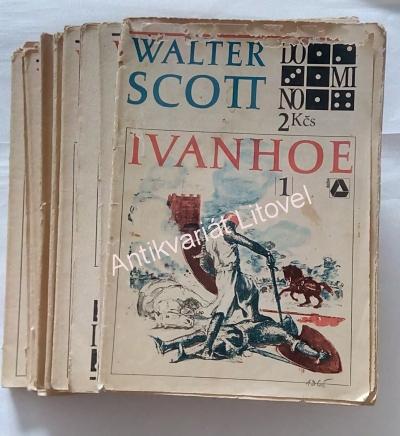 WALTER
SCOTT
DO
MI
NO
2 Kčs
IVANHOE
1
Antikvariát Litovel